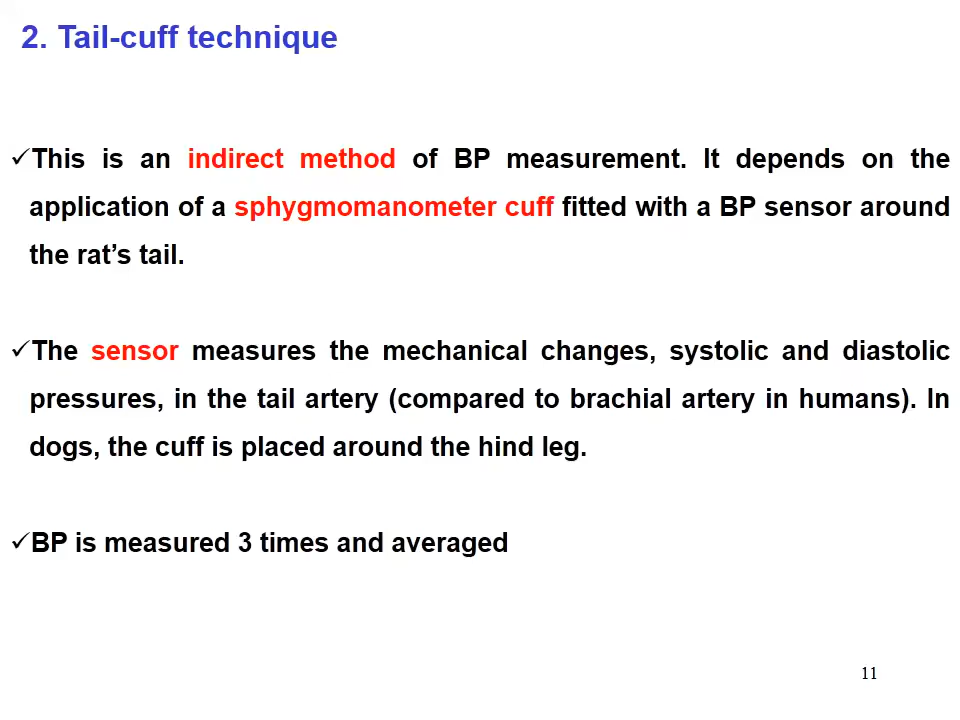 2. Tail-cuff technique
✓This is an indirect method of BP measurement. It depends on the
application of a sphygmomanometer cuff fitted with a BP sensor around
the rat’s tail.
✓The sensor measures the mechanical changes, systolic and diastolic
pressures, in the tail artery (compared to brachial artery in humans). In
dogs, the cuff is placed around the hind leg.
✓BP is measured 3 times and averaged
11